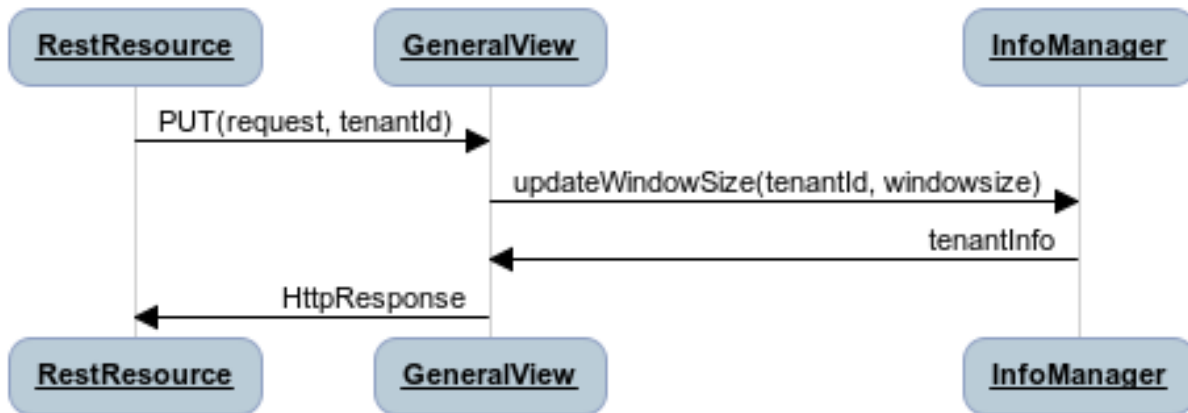 RestResource GeneralView InfoManager
PUT(request, tenantId)
updateWindowSize(tenantId, windowsize)
tenantInfo
HttpResponse
RestResource GeneralView InfoManager